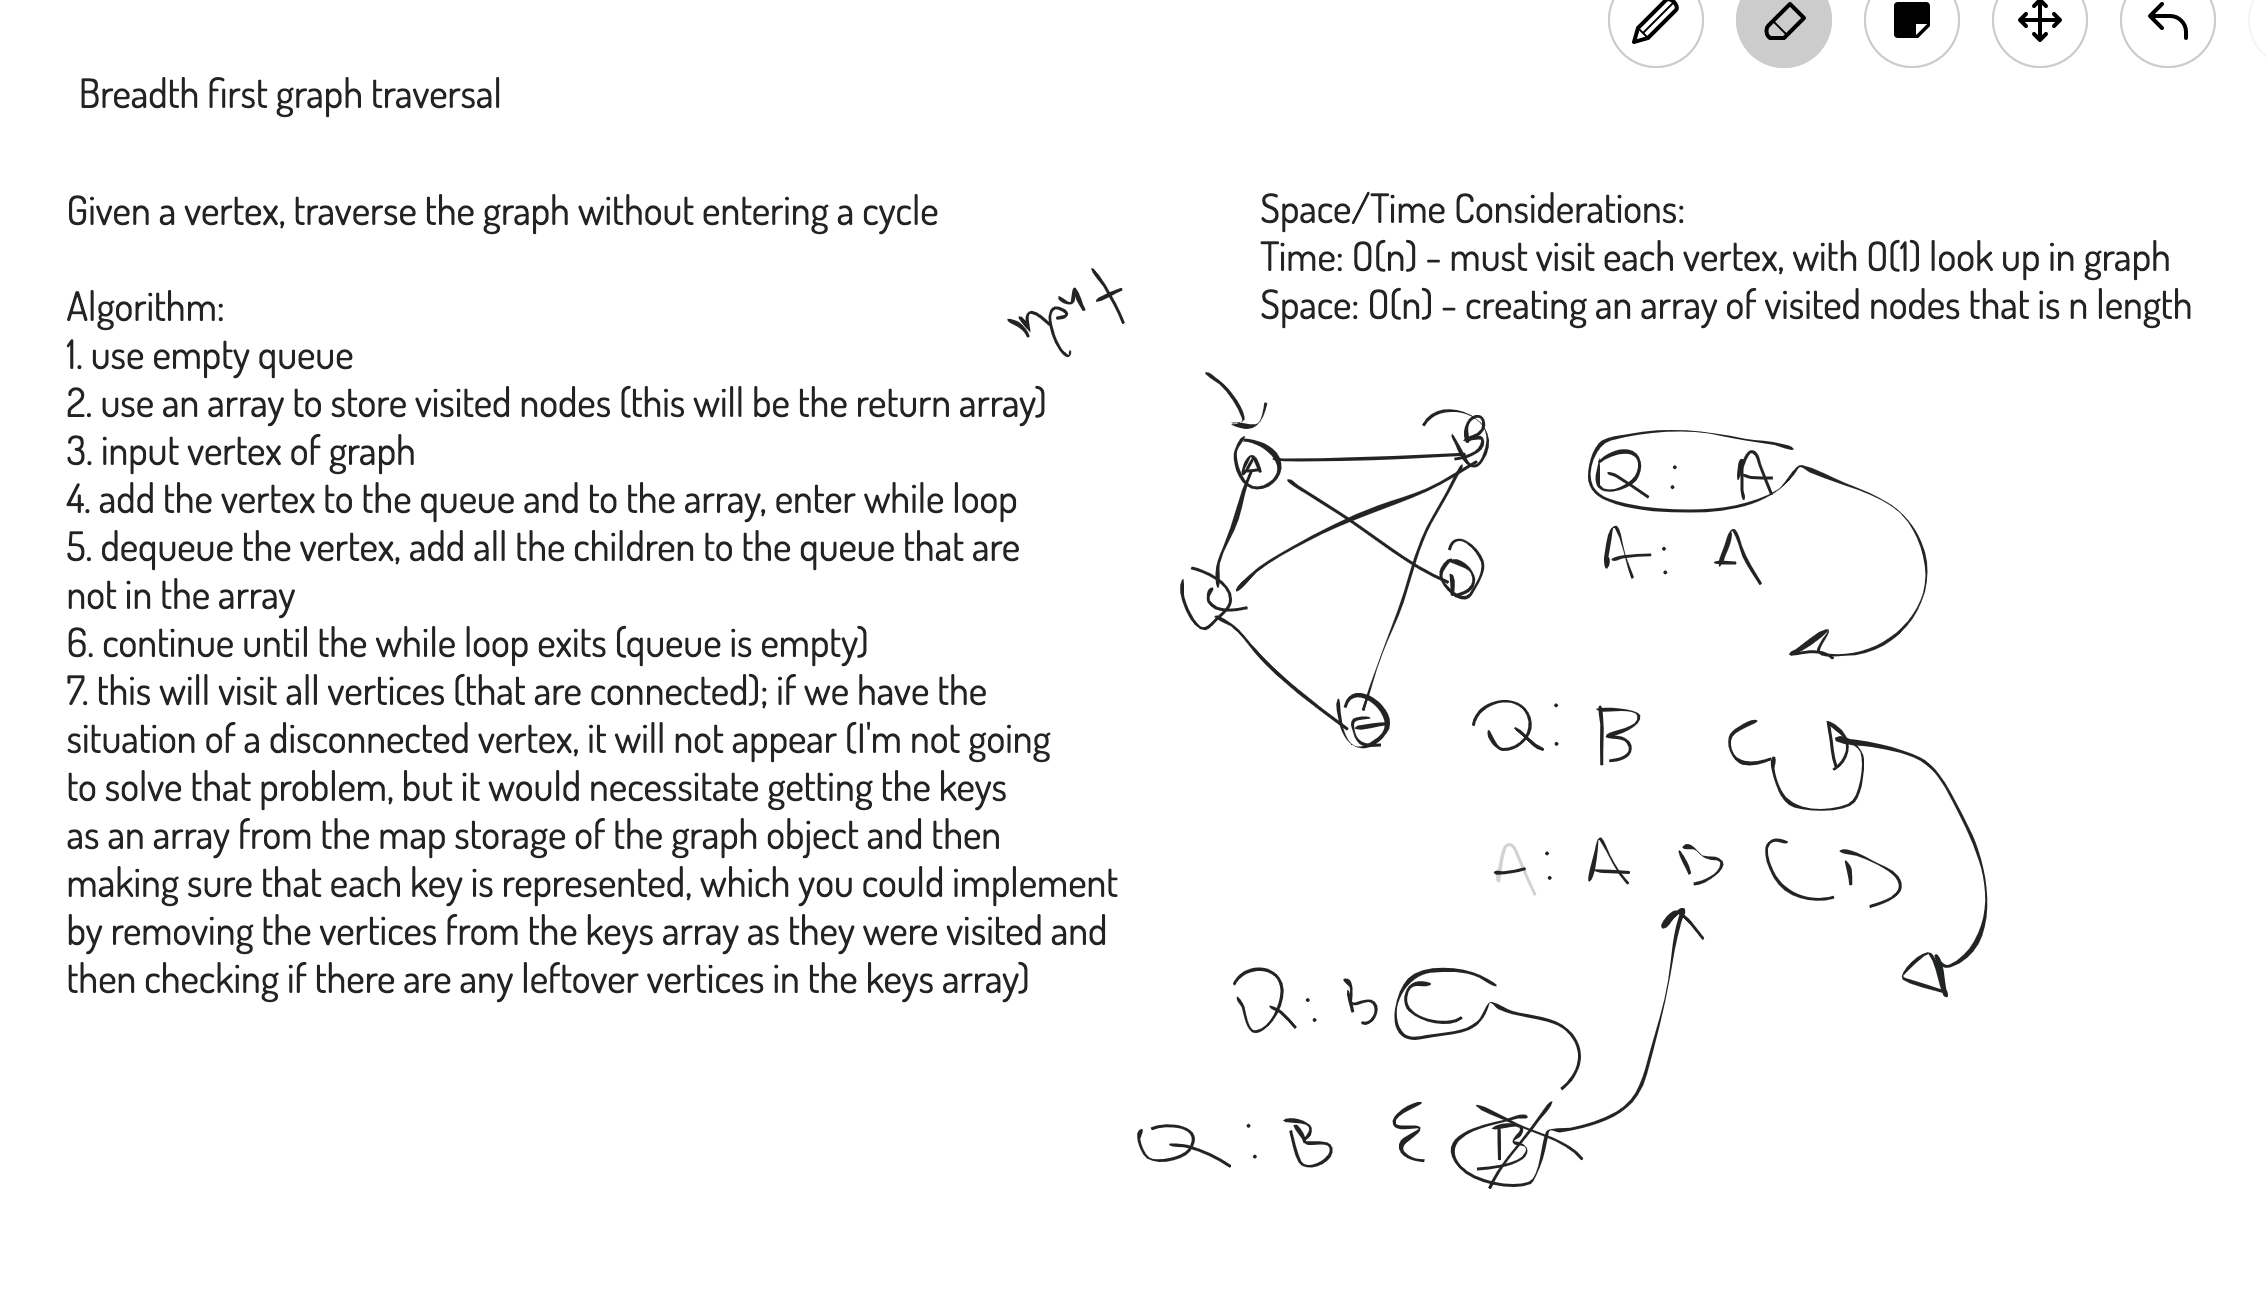 Breadth first graph traversal
Given a vertex, traverse the graph without entering a cycle
Algorithm:
1. use empty queue
2. use an array to store visited nodes (this will be the return array)
3. input vertex of graph
4. add the vertex to the queue and to the array, enter while loop
5. dequeue the vertex, add all the children to the queue that are
not in the array
6. continue until the while loop exits (queue is empty)
7. this will visit all vertices (that are connected); if we have the
situation of a disconnected vertex, it will not appear (I'm not going
to solve that problem, but it would necessitate getting the keys
as an array from the map storage of the graph object and then
making sure that each key is represented, which you could implement
by removing the vertices from the keys array as they were visited and
then checking if there are any leftover vertices in the keys array)
Space/Time Considerations:
Time: O(n) - must visit each vertex, with O(1) look up in graph
Space: O(n) - creating an array of visited nodes that is n length
input
A
B
C
D
E
Q: A
A: A
Q: B C D
A: A B C D
Q: B C
Q: B E